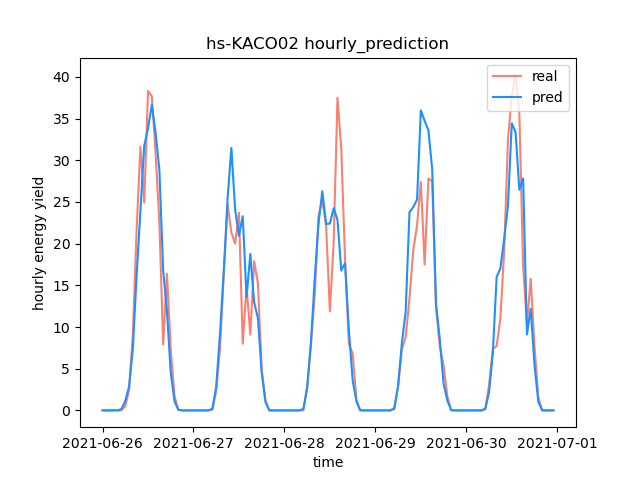 hs-KACO02 hourly_prediction
real
pred
hourly energy yield
40
35
30
25
20
15
10
5
0
2021-06-26 2021-06-27 2021-06-28 2021-06-29 2021-06-30 2021-07-01
time